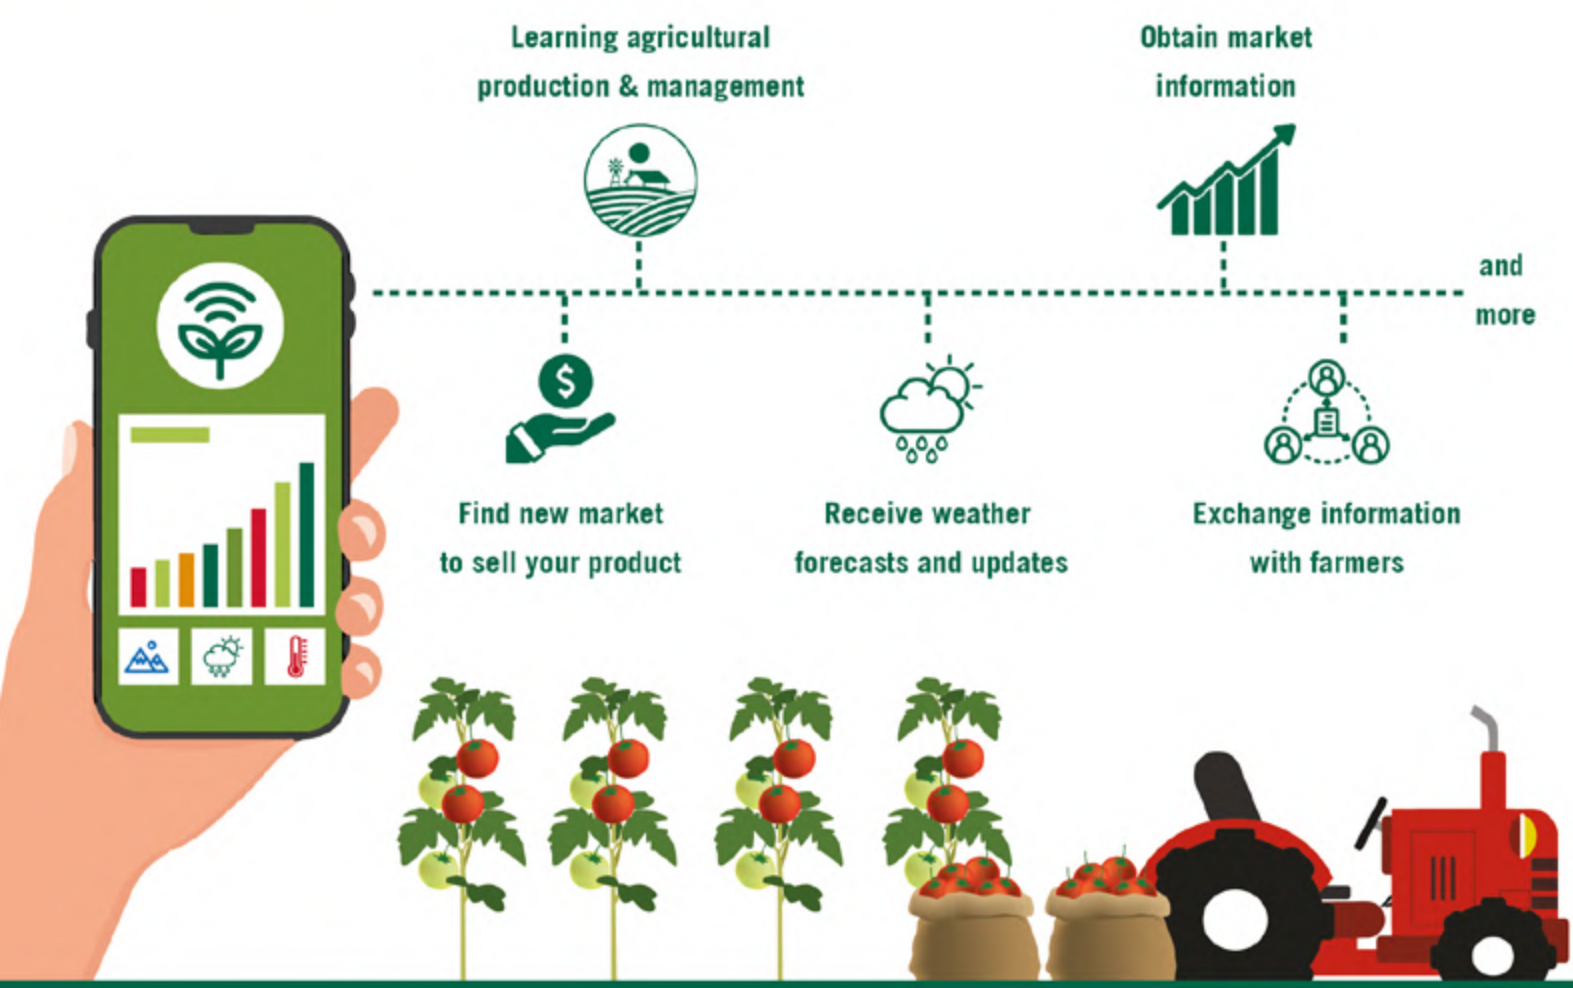 Learning agricultural
production & management
Obtain market
information
and
more
Find new market
to sell your product
Receive weather
forecasts and updates
Exchange information
with farmers